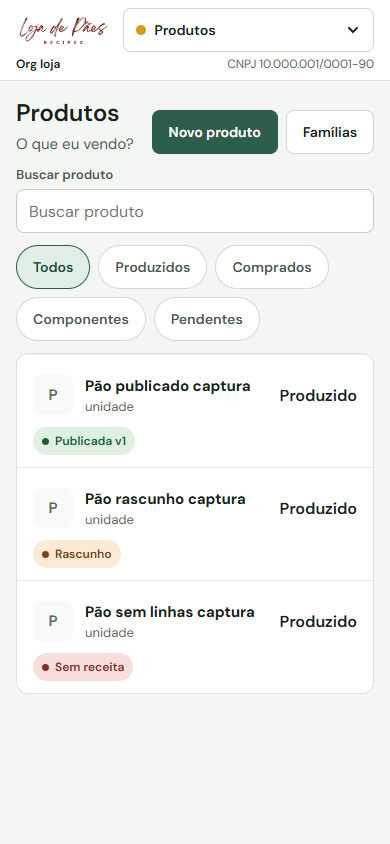 Loja de Pães
RECIPES
Produtos
Org loja
CNPJ 10.000.001/0001-90
Produtos
O que eu vendo?
Novo produto
Famílias
Buscar produto
Buscar produto
Todos
Produzidos
Comprados
Componentes
Pendentes
P
Pão publicado captura
unidade
Produzido
Publicada v1
P
Pão rascunho captura
unidade
Produzido
Rascunho
P
Pão sem linhas captura
unidade
Produzido
Sem receita